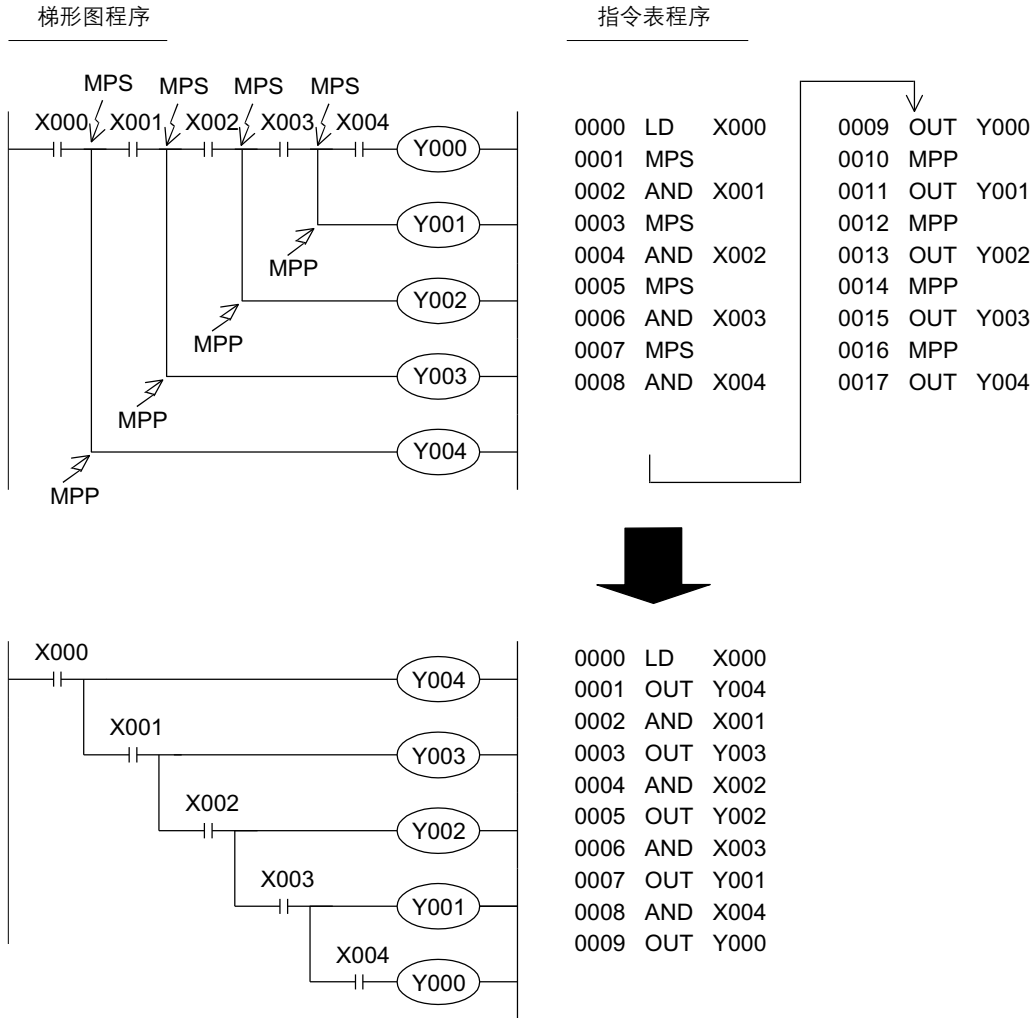 梯形图程序
指令表程序
MPS MPS MPS MPS
X000 X001 X002 X003 X004
Y000
Y001
MPP
Y002
MPP
Y003
MPP
Y004
MPP
0000 LD X000
0001 MPS
0002 AND X001
0003 MPS
0004 AND X002
0005 MPS
0006 AND X003
0007 MPS
0008 AND X004
0009 OUT Y000
0010 MPP
0011 OUT Y001
0012 MPP
0013 OUT Y002
0014 MPP
0015 OUT Y003
0016 MPP
0017 OUT Y004
X000
Y004
X001
Y003
X002
Y002
X003
Y001
X004
Y000
0000 LD X000
0001 OUT Y004
0002 AND X001
0003 OUT Y003
0004 AND X002
0005 OUT Y002
0006 AND X003
0007 OUT Y001
0008 AND X004
0009 OUT Y000